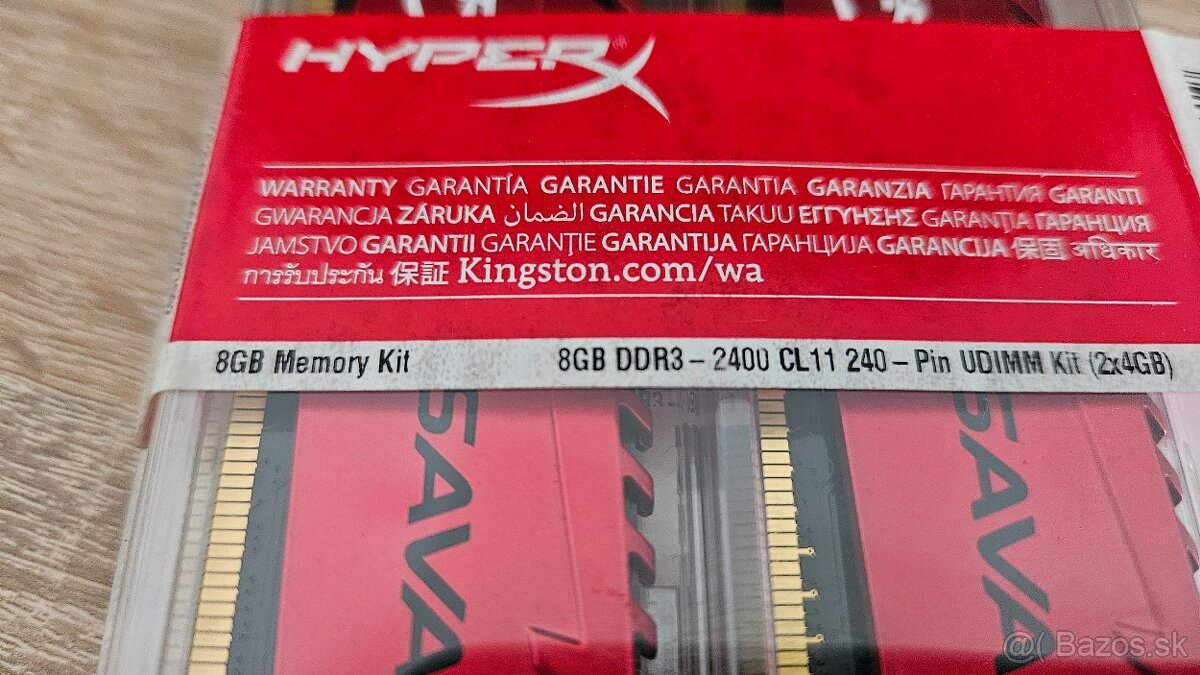 HYPERX®
WARRANTY GARANTÍA GARANTIE GARANTIA GARANZIA ГАРАНТИЯ GARANTI
GWARANCJA ZÁRUKA الضمان GARANCIA TAKUU ΕΓΓΥΗΣΗΣ GARANȚIA ГАРАНЦИЯ
JAMSTVO GARANTII GARANȚIE GARANTIJA ГАРАНЦИЈА GARANCIJA 保固 अधिकार
การรับประกัน 保証 Kingston.com/wa
8GB Memory Kit 8GB DDR3 – 2400 CL11 240 – Pin UDIMM Kit (2x4GB)
SAVA
SAVA
@( Bazos.sk